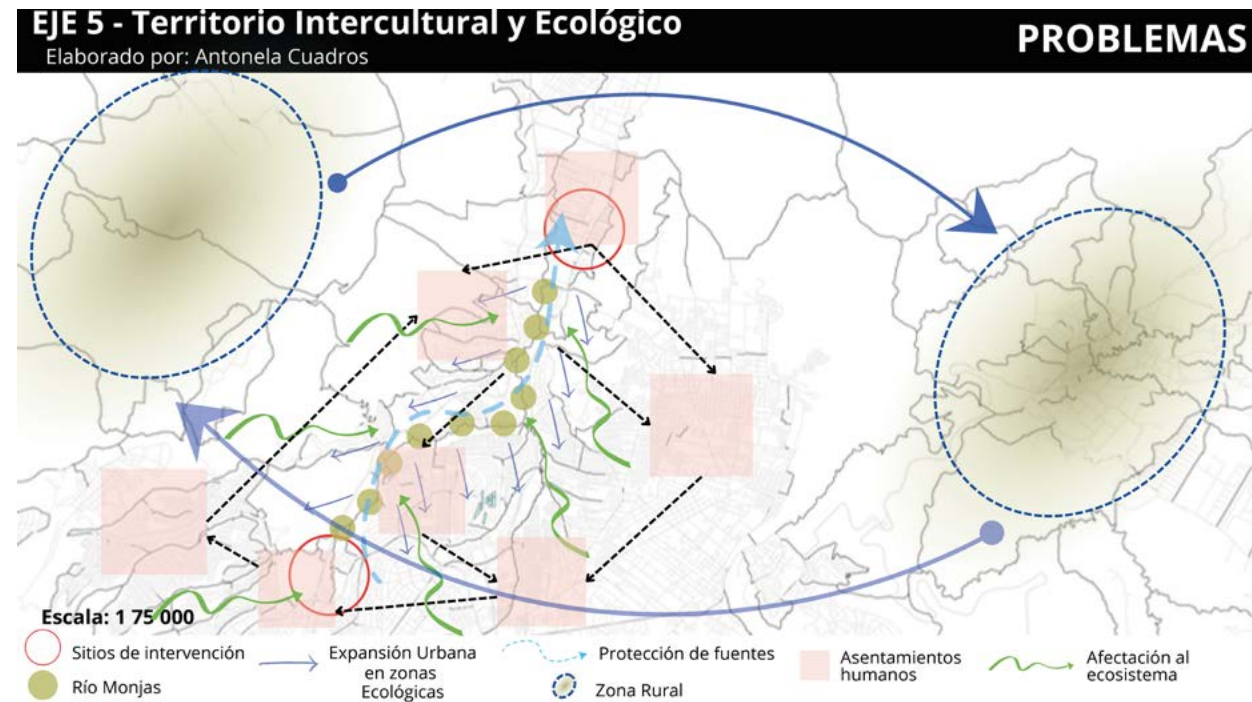 EJE 5 - Territorio Intercultural y Ecológico
Elaborado por: Antonela Cuadros
PROBLEMAS
Escala: 1 75 000
Sitios de intervención
Río Monjas
Expansión Urbana
en zonas
Ecológicas
Protección de fuentes
Zona Rural
Asentamientos
humanos
Afectación al
ecosistema